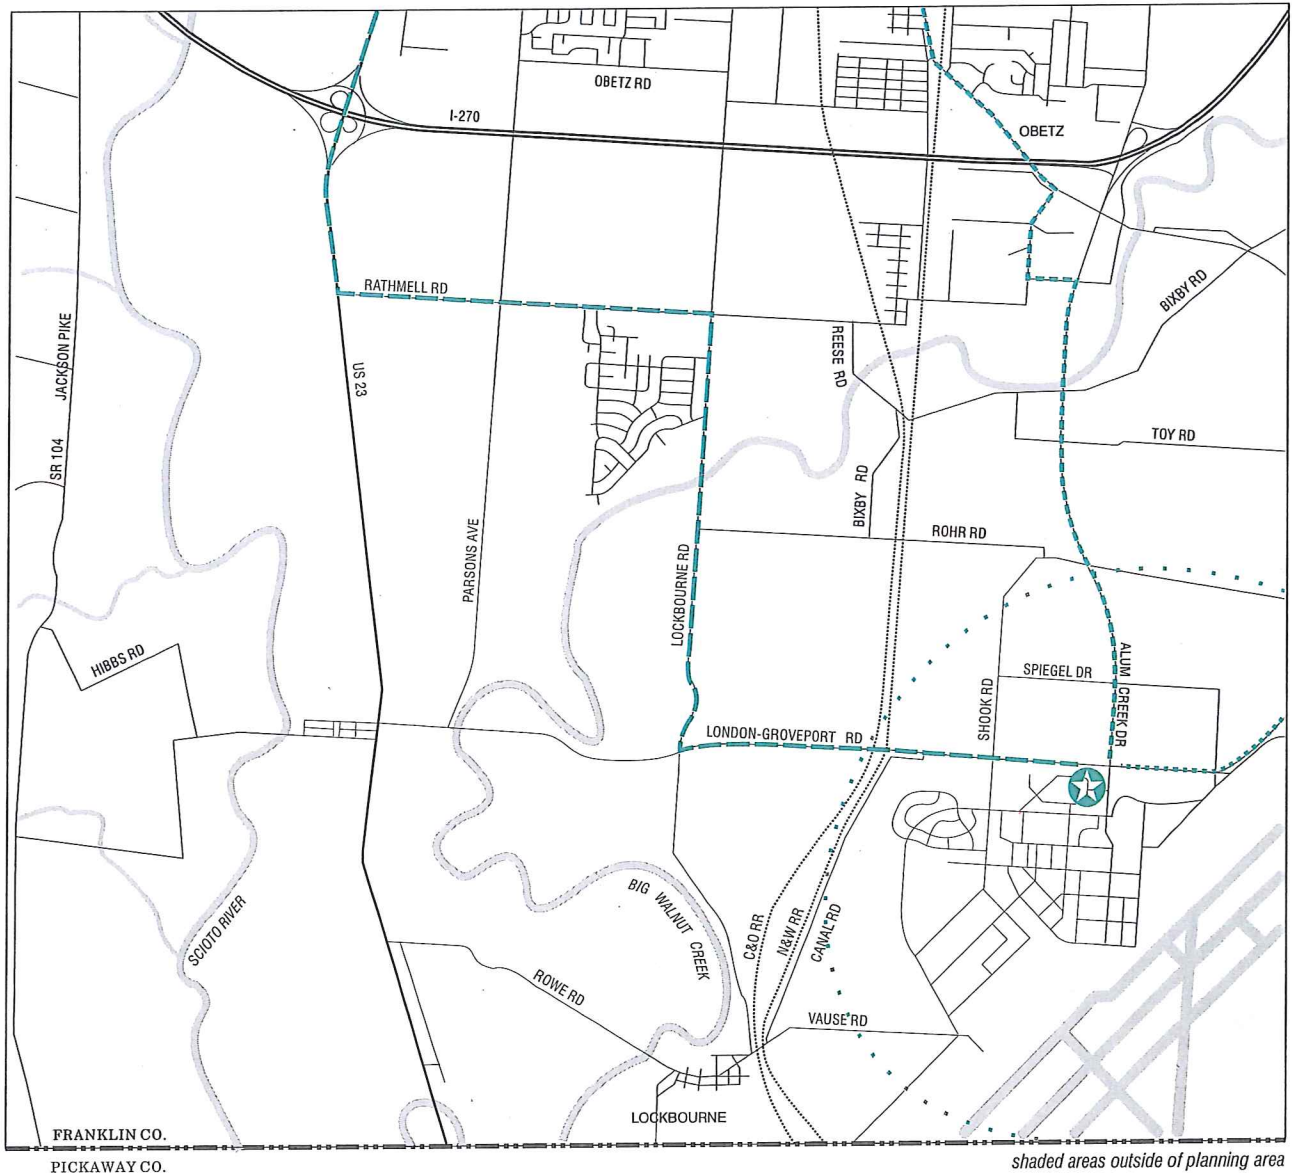 OBETZ RD
I-270
OBETZ
RATHMELL RD
BIXBY RD
JACKSON PIKE
US 23
REESE RD
SR 104
TOY RD
BIXBY RD
PARSONS AVE
ROHR RD
LOCKBOURNE RD
HIBBS RD
SPIEGEL DR
ALUM CREEK DR
SHOOK RD
LONDON-GROVEPORT RD
BIG WALNUT CREEK
SCIOTO RIVER
C&O RR
N&W RR
CANAL RD
ROWE RD
VAUSE RD
LOCKBOURNE
FRANKLIN CO.
PICKAWAY CO.
shaded areas outside of planning area